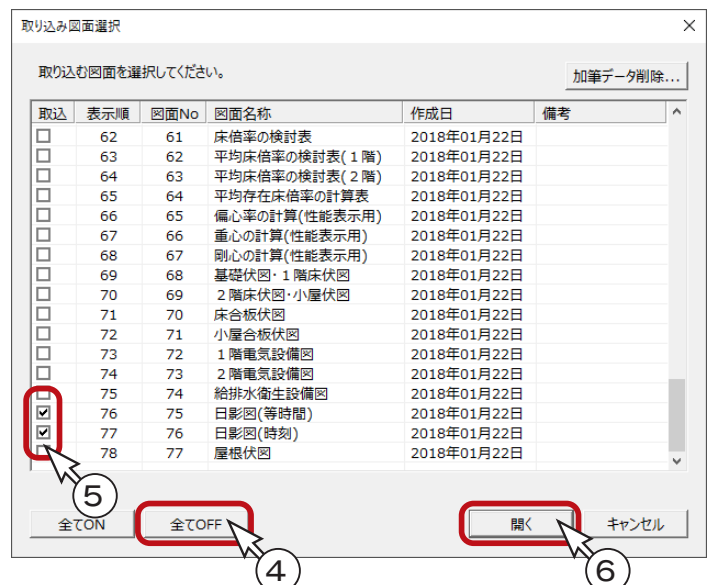 取り込み図面選択
取り込む図面を選択してください。
加筆データ削除...
取込 表示順 図面No 図面名称 作成日 備考
62 61 床倍率の検討表 2018年01月22日
63 62 平均床倍率の検討表(1階) 2018年01月22日
64 63 平均床倍率の検討表(2階) 2018年01月22日
65 64 平均存在床倍率の計算表 2018年01月22日
66 65 偏心率の計算(性能表示用) 2018年01月22日
67 66 重心の計算(性能表示用) 2018年01月22日
68 67 剛心の計算(性能表示用) 2018年01月22日
69 68 基礎伏図・1階床伏図 2018年01月22日
70 69 2階床伏図・小屋伏図 2018年01月22日
71 70 床合板伏図 2018年01月22日
72 71 小屋合板伏図 2018年01月22日
73 72 1階電気設備図 2018年01月22日
74 73 2階電気設備図 2018年01月22日
75 74 給排水衛生設備図 2018年01月22日
76 75 日影図(等時間) 2018年01月22日
77 76 日影図(時刻) 2018年01月22日
78 77 屋根伏図 2018年01月22日
5
全てON 全てOFF 開く キャンセル
4 6